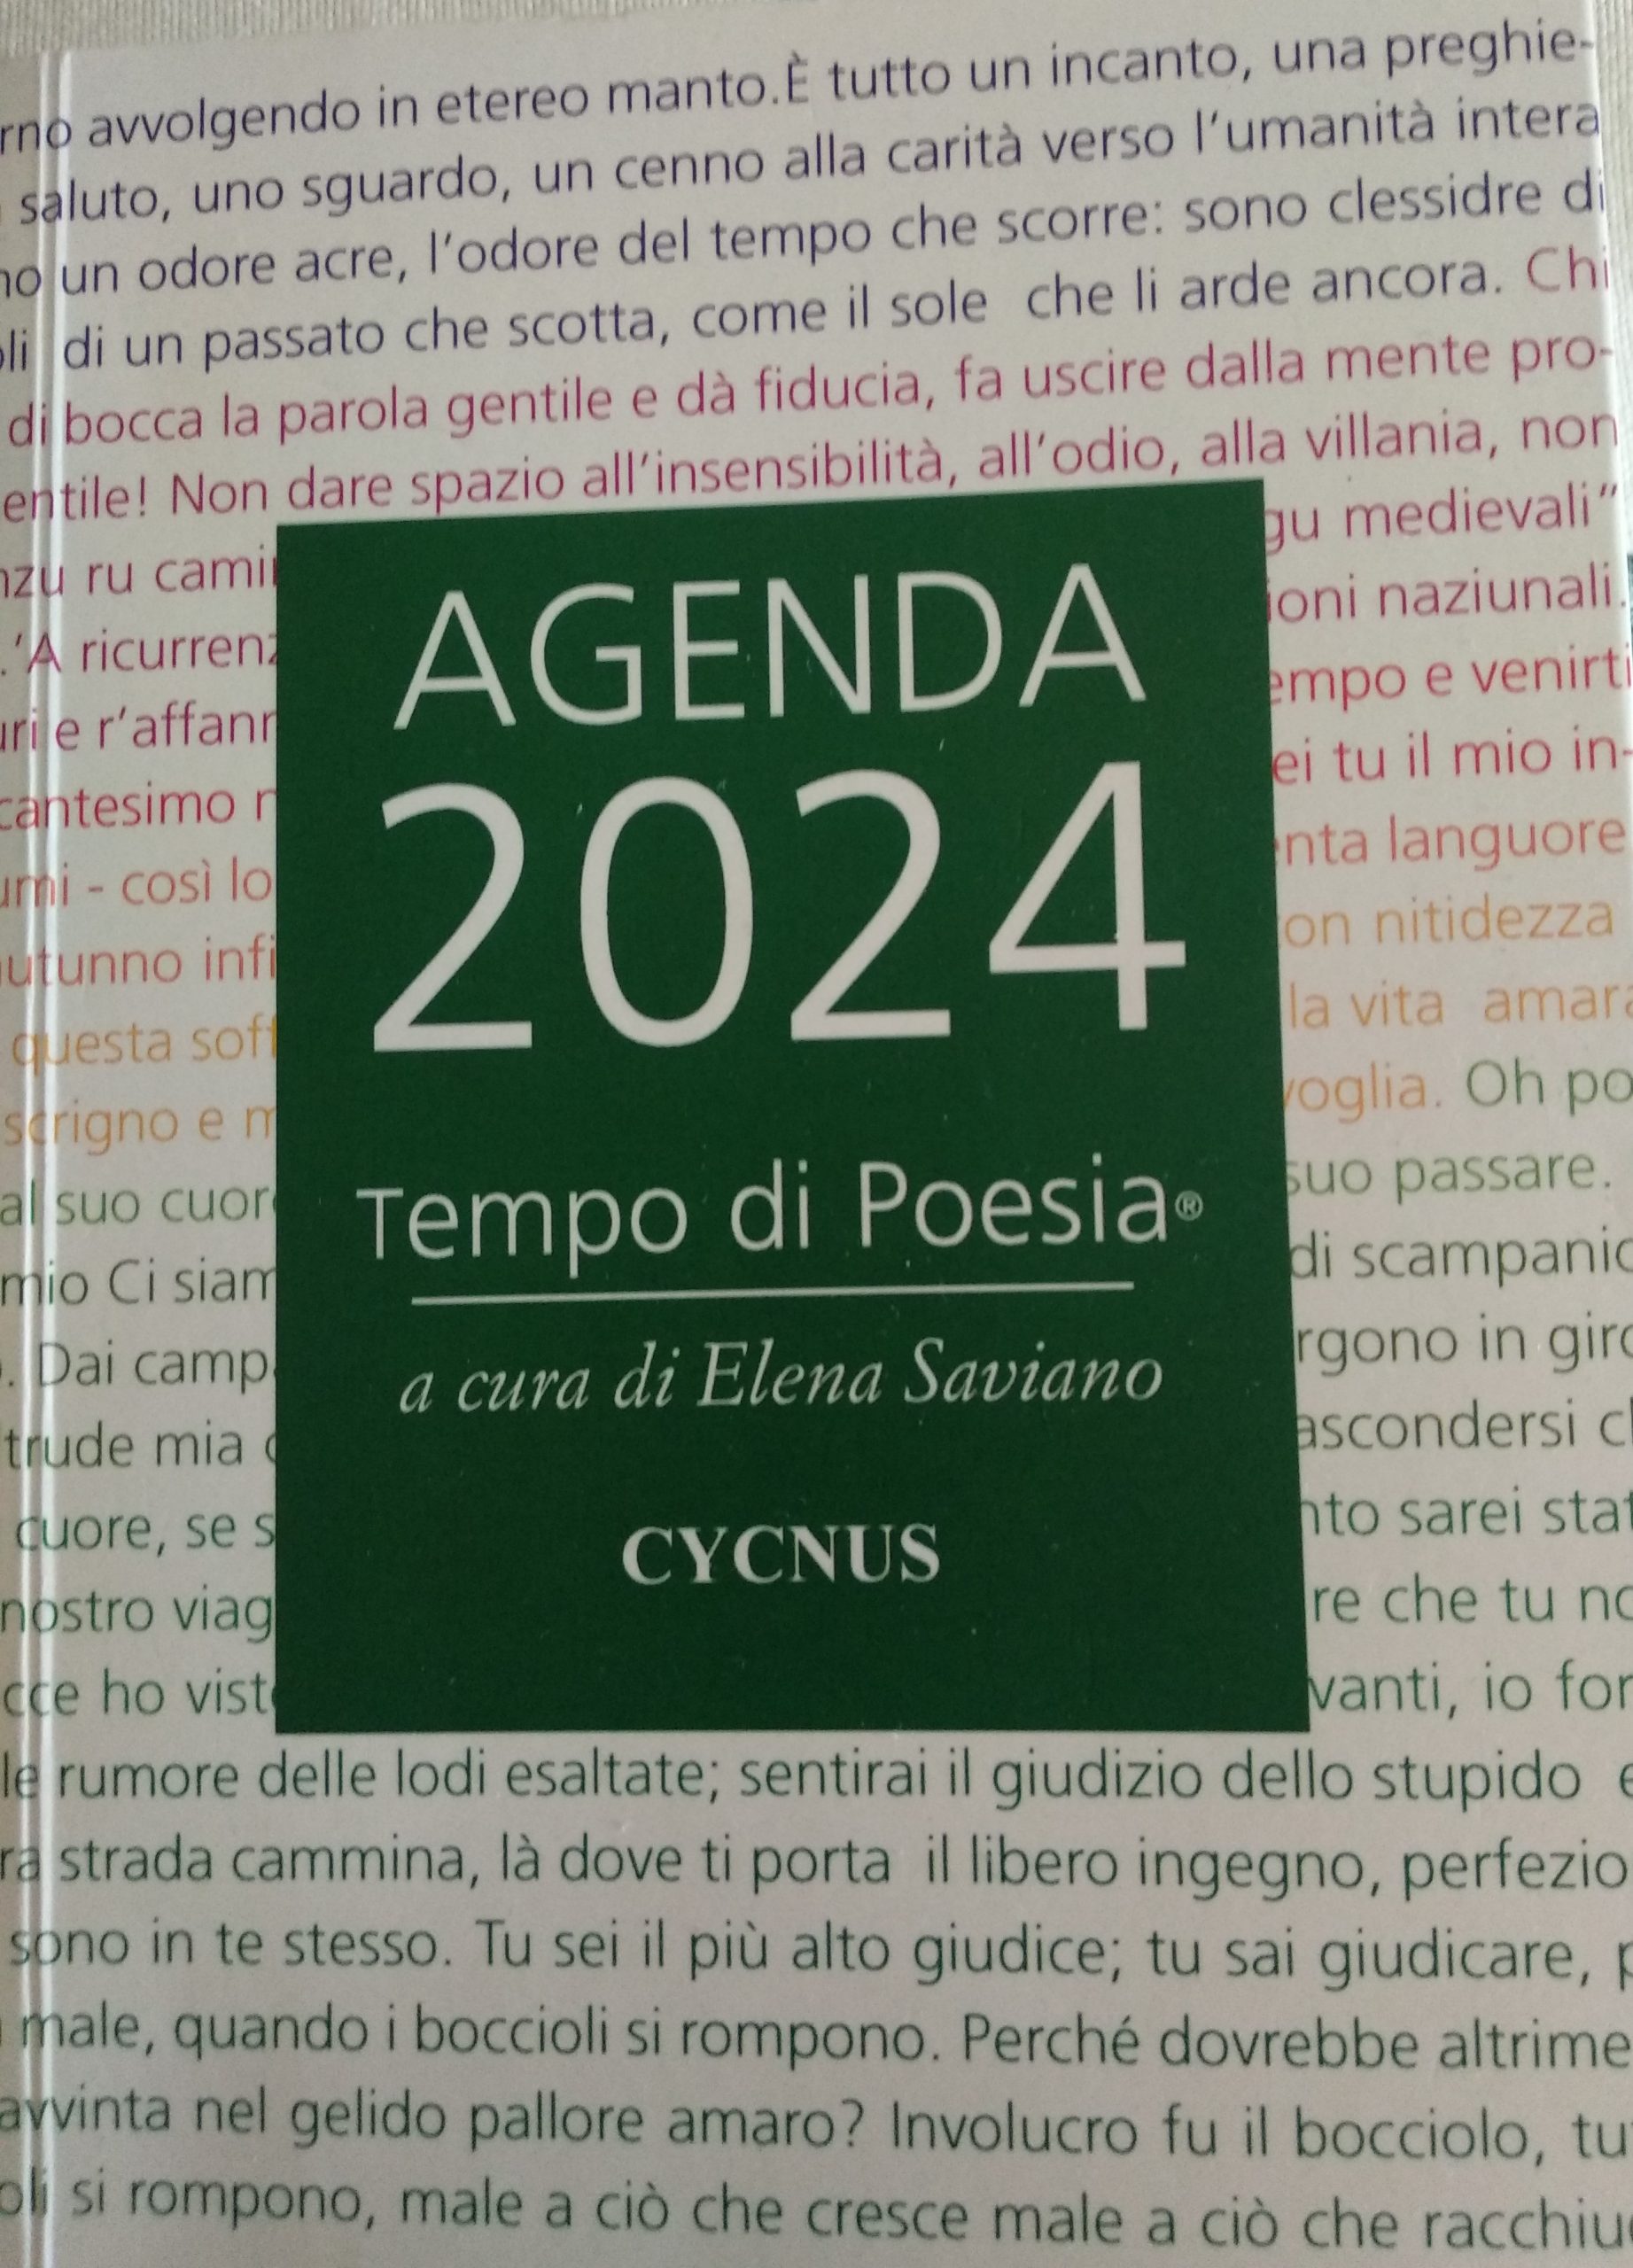 avvolgendo in etereo manto.È tutto un incanto, una preghie-
saluto, uno sguardo, un cenno alla carità verso l'umanità intera
un odore acre, l'odore del tempo che scorre: sono clessidre di
di un passato che scotta, come il sole che li arde ancora. Chi
di bocca la parola gentile e dà fiducia, fa uscire dalla mente pro-
entile! Non dare spazio all'insensibilità, all'odio, alla villania, non
nzu ru camin gu medievali"
.'A ricurrenz ioni naziunali.
uri e r'affann empo e venirti
cantesimo ei tu il mio in-
umi - così lo nta languore
utunno infi on nitidezza
questa soff la vita amara
scrigno e voglia. Oh po
al suo cuor suo passare.
mio Ci siam di scampanio
. Dai camp rgono in giro
trude mia ascondersi
cuore, se s nto sarei stat
nostro viag re che tu no
cce ho visto vanti, io for
AGENDA
2024
Tempo di Poesia®
a cura di Elena Saviano
CYCNUS
le rumore delle lodi esaltate; sentirai il giudizio dello stupido e
ra strada cammina, là dove ti porta il libero ingegno, perfezio
sono in te stesso. Tu sei il più alto giudice; tu sai giudicare, p
male, quando i boccioli si rompono. Perché dovrebbe altrime
avvinta nel gelido pallore amaro? Involucro fu il bocciolo, tu
oli si rompono, male a ciò che cresce male a ciò che racchiu